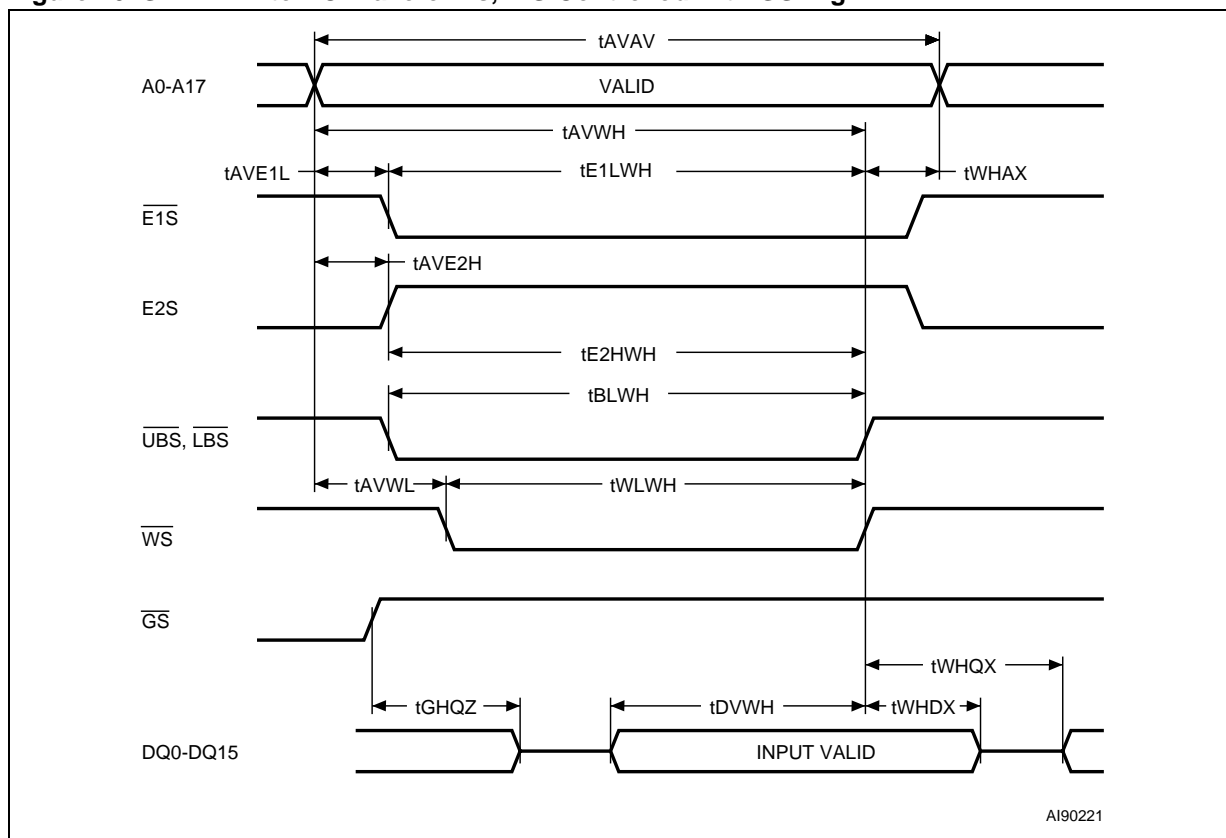 tAVAV
A0-A17
VALID
tAVWH
tAVE1L
tE1LWH
tWHAX
E1S
tAVE2H
E2S
tE2HWH
tBLWH
UBS, LBS
tAVWL
tWLWH
WS
GS
tWHQX
tGHQZ
tDVWH
tWHDX
DQ0-DQ15
INPUT VALID
AI90221